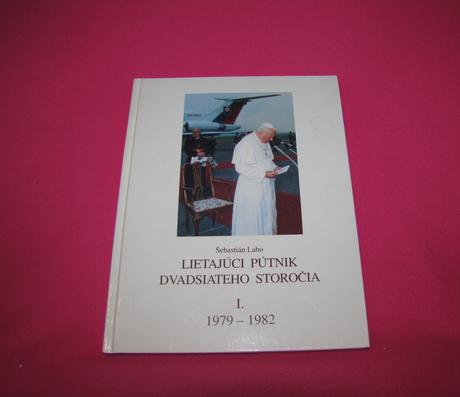 Šebastián Labo
LIETAJÚCI PÚTNIK
DVADSIATEHO STOROČIA
I.
1979 – 1982